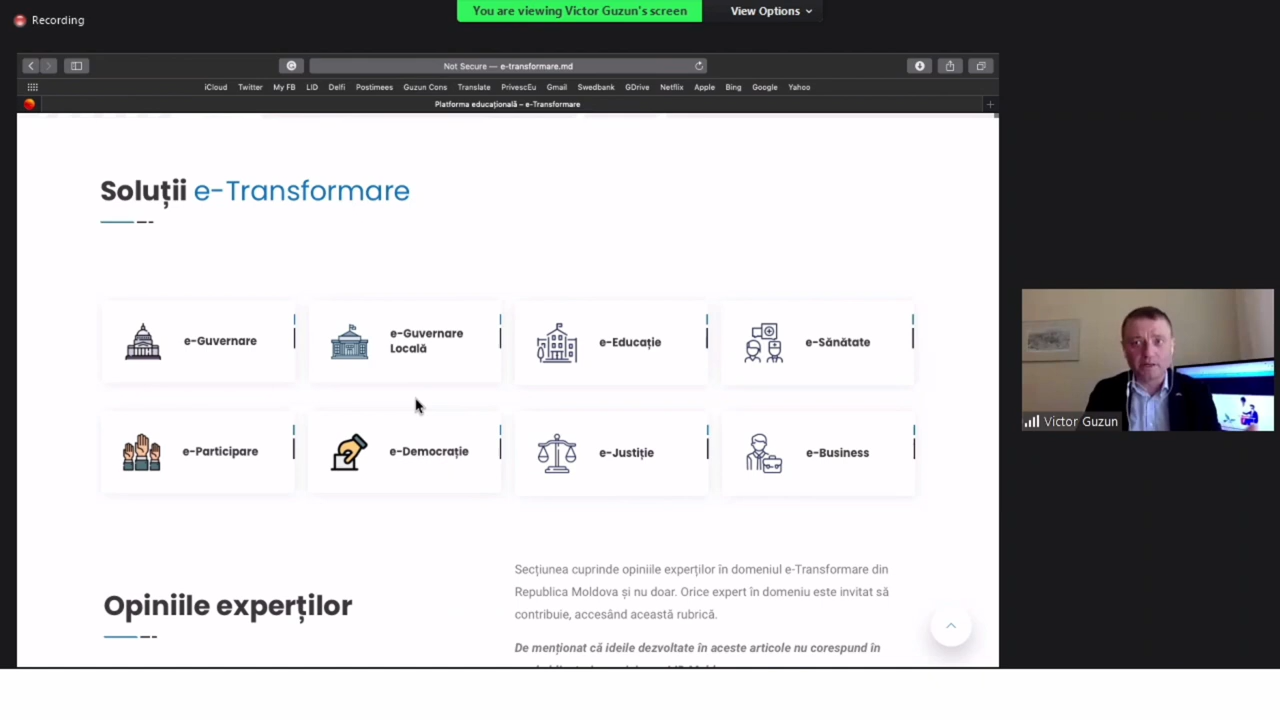 Recording
You are viewing Victor Guzun's screen
View Options
Not Secure — e-transformare.md
iCloud Twitter My FB LID Delfi Postimees Guzun Cons Translate PrivescEu Gmail Swedbank GDrive Netflix Apple Bing Google Yahoo
Platforma educațională – e-Transformare
Soluții e-Transformare
e-Guvernare
e-Guvernare
Locală
e-Educație
e-Sănătate
e-Participare
e-Democrație
e-Justiție
e-Business
Opiniile experților
Secțiunea cuprinde opiniile experților în domeniul e-Transformare din
Republica Moldova și nu doar. Orice expert în domeniu este invitat să
contribuie, accesând această rubrică.
De menționat că ideile dezvoltate în aceste articole nu corespund în
Victor Guzun